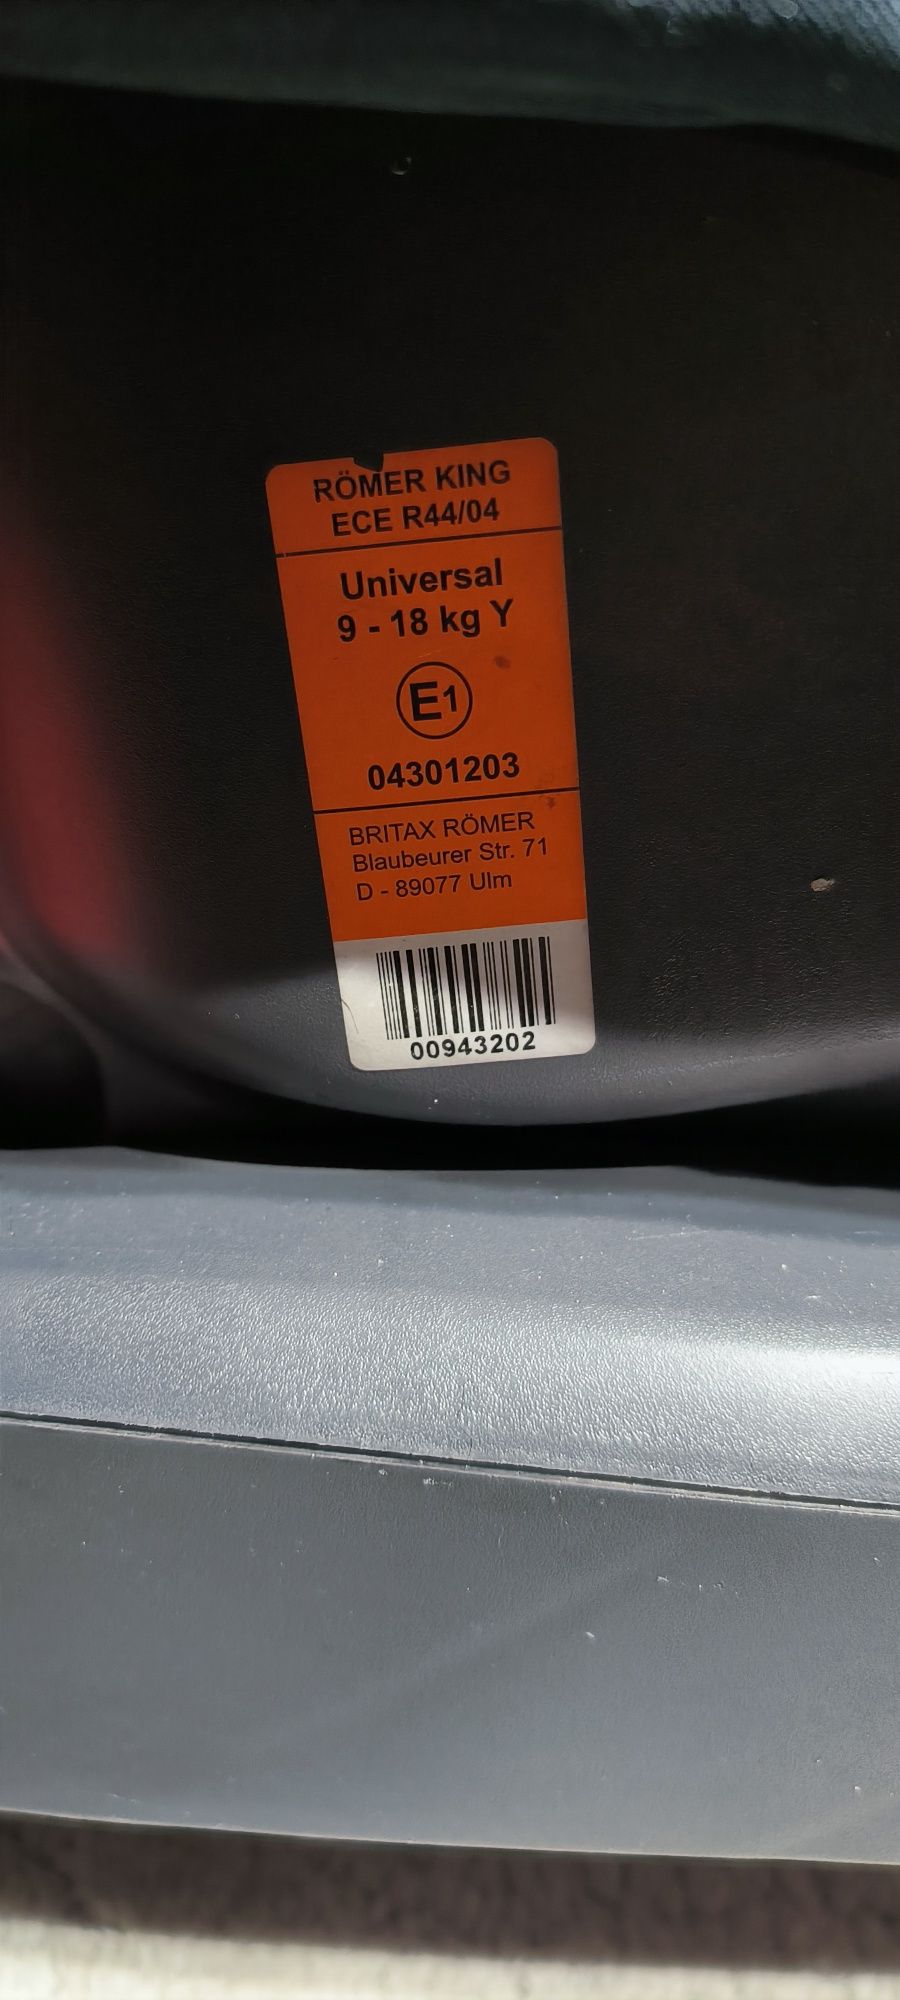 RÖMER KING
ECE R44/04
Universal
9 - 18 kg Y
E1
04301203
BRITAX RÖMER
Blaubeurer Str. 71
D - 89077 Ulm
00943202